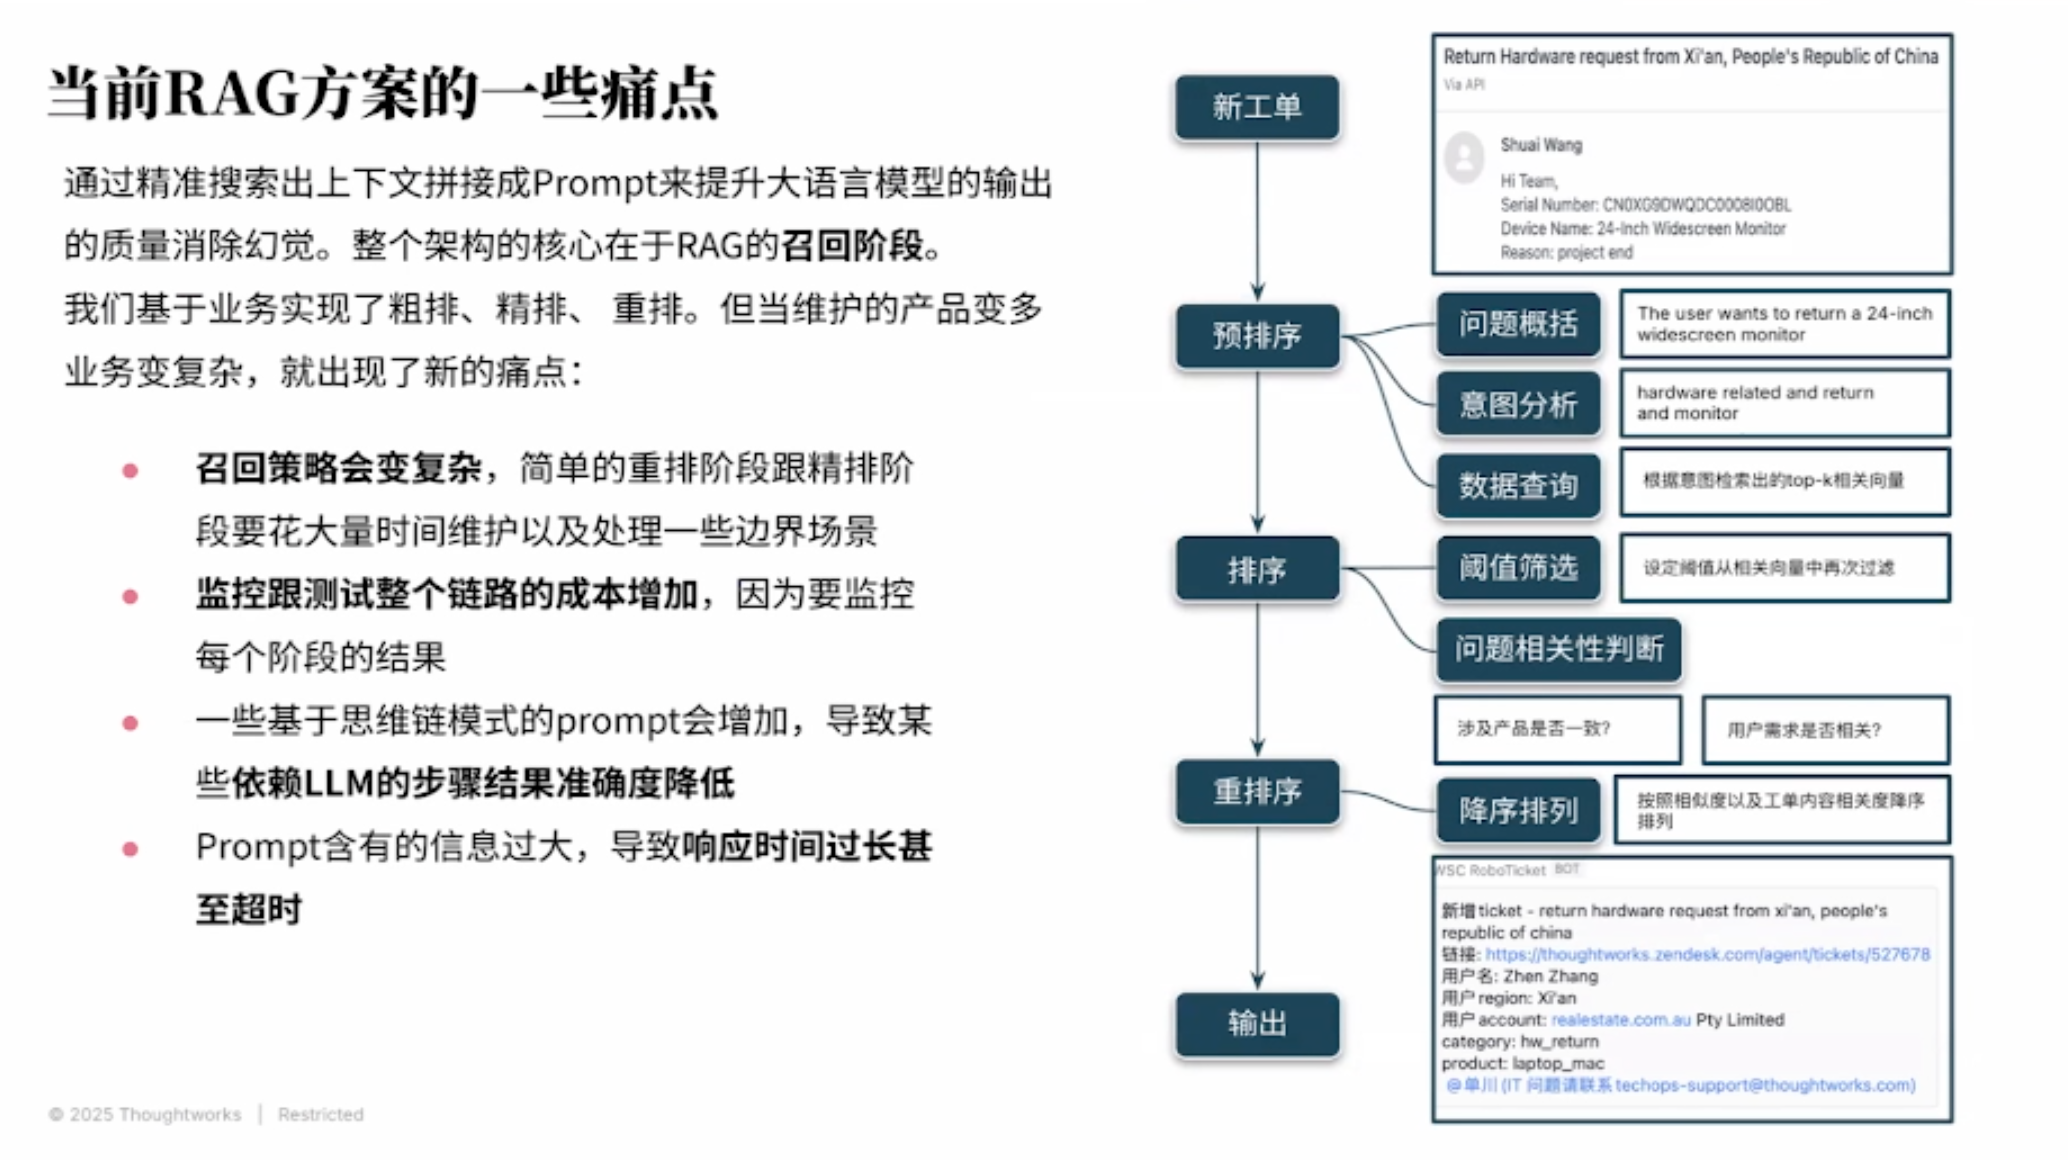 当前RAG方案的一些痛点
通过精准搜索出上下文拼接成Prompt来提升大语言模型的输出
的质量消除幻觉。整个架构的核心在于RAG的召回阶段。
我们基于业务实现了粗排、精排、 重排。但当维护的产品变多
业务变复杂，就出现了新的痛点：
召回策略会变复杂，简单的重排阶段跟精排阶
段要花大量时间维护以及处理一些边界场景
监控跟测试整个链路的成本增加，因为要监控
每个阶段的结果
一些基于思维链模式的prompt会增加，导致某
些依赖LLM的步骤结果准确度降低
Prompt含有的信息过大，导致响应时间过长甚
至超时
© 2025 Thoughtworks | Restricted
新工单
Return Hardware request from Xi'an, People's Republic of China
Via API
Shuai Wang
Hi Team,
Serial Number: CN0XG9DWQDC0008I0OBL
Device Name: 24-Inch Widescreen Monitor
Reason: project end
预排序
问题概括
The user wants to return a 24-inch
widescreen monitor
意图分析
hardware related and return
and monitor
数据查询
根据意图检索出的top-k相关向量
排序
阈值筛选
设定阈值从相关向量中再次过滤
问题相关性判断
涉及产品是否一致?
用户需求是否相关?
重排序
降序排列
按照相似度以及工单内容相关度降序
排列
输出
WSC RoboTicket BOT
新增ticket - return hardware request from xi'an, people's
republic of china
链接: https://thoughtworks.zendesk.com/agent/tickets/527678
用户名: Zhen Zhang
用户region: Xi'an
用户account: realestate.com.au Pty Limited
category: hw_return
product: laptop_mac
@单川(IT 问题请联系techops-support@thoughtworks.com)